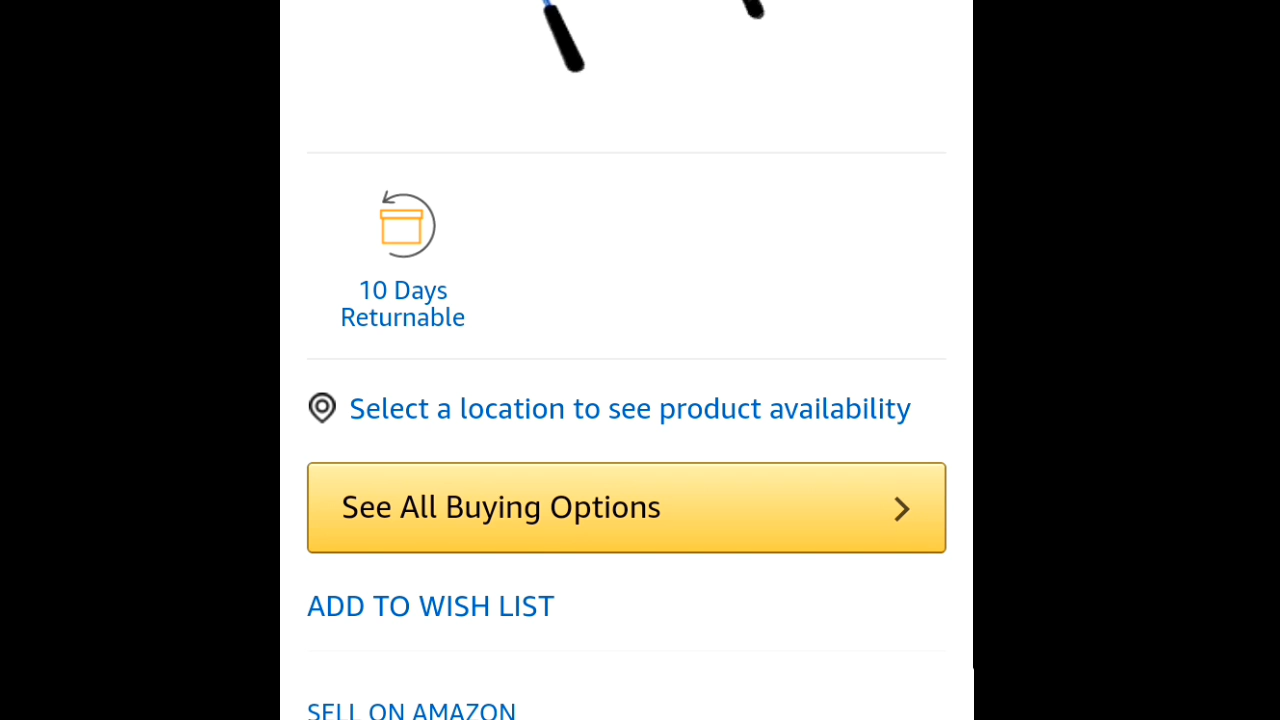 10 Days
Returnable
Select a location to see product availability
See All Buying Options
ADD TO WISH LIST
SELL ON AMAZON